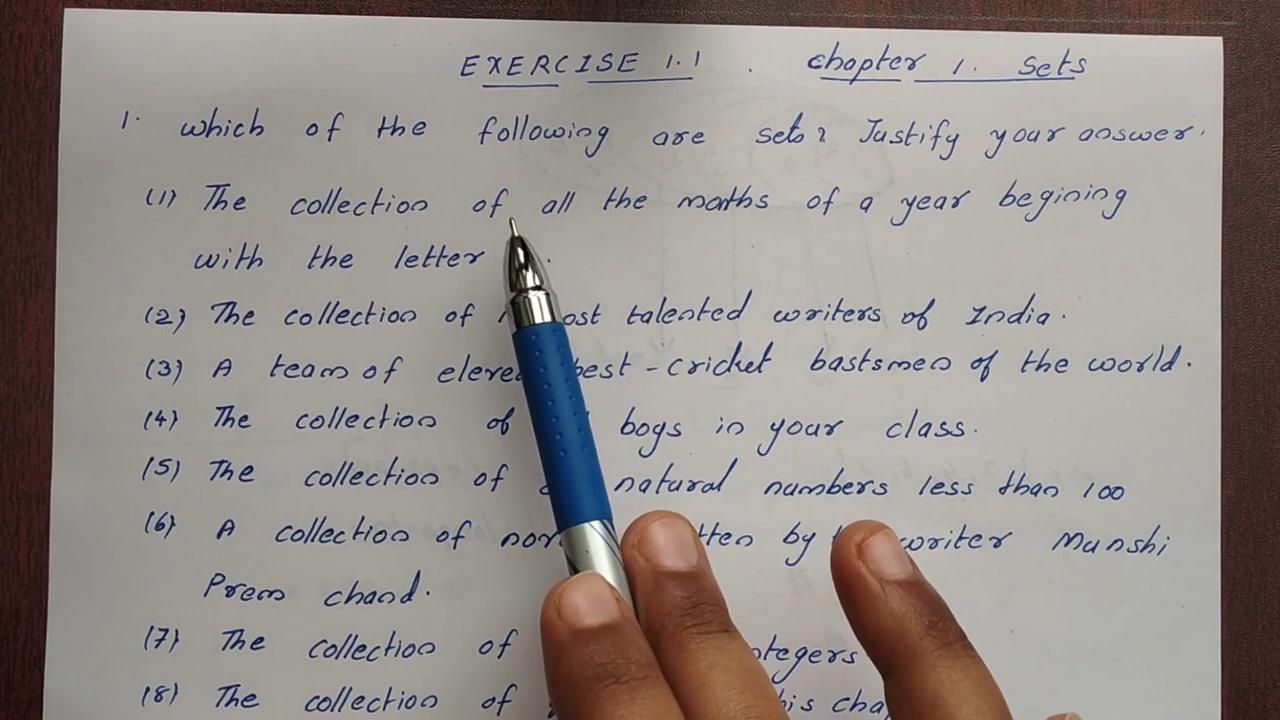 EXERCISE 1.1 . Chapter 1. Sets
1. which of the following are sets? Justify your answer.
(1) The collection of all the months of a year begining
with the letter .
(2) The collection of most talented writers of India.
(3) A team of eleven best-cricket bastsmen of the world.
(4) The collection of boys in your class.
(5) The collection of natural numbers less than 100
(6) A collection of by writer Munshi
Prem chand.
(7) The collection of
(8) The collection of